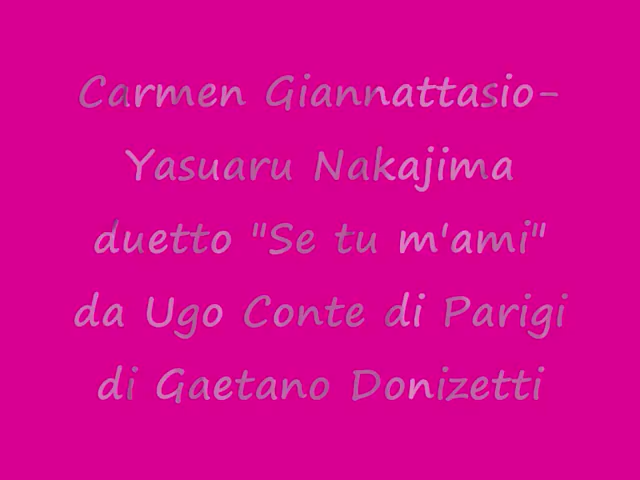 Carmen Giannattasio-
Yasuaru Nakajima
duetto "Se tu m'ami"
da Ugo Conte di Parigi
di Gaetano Donizetti